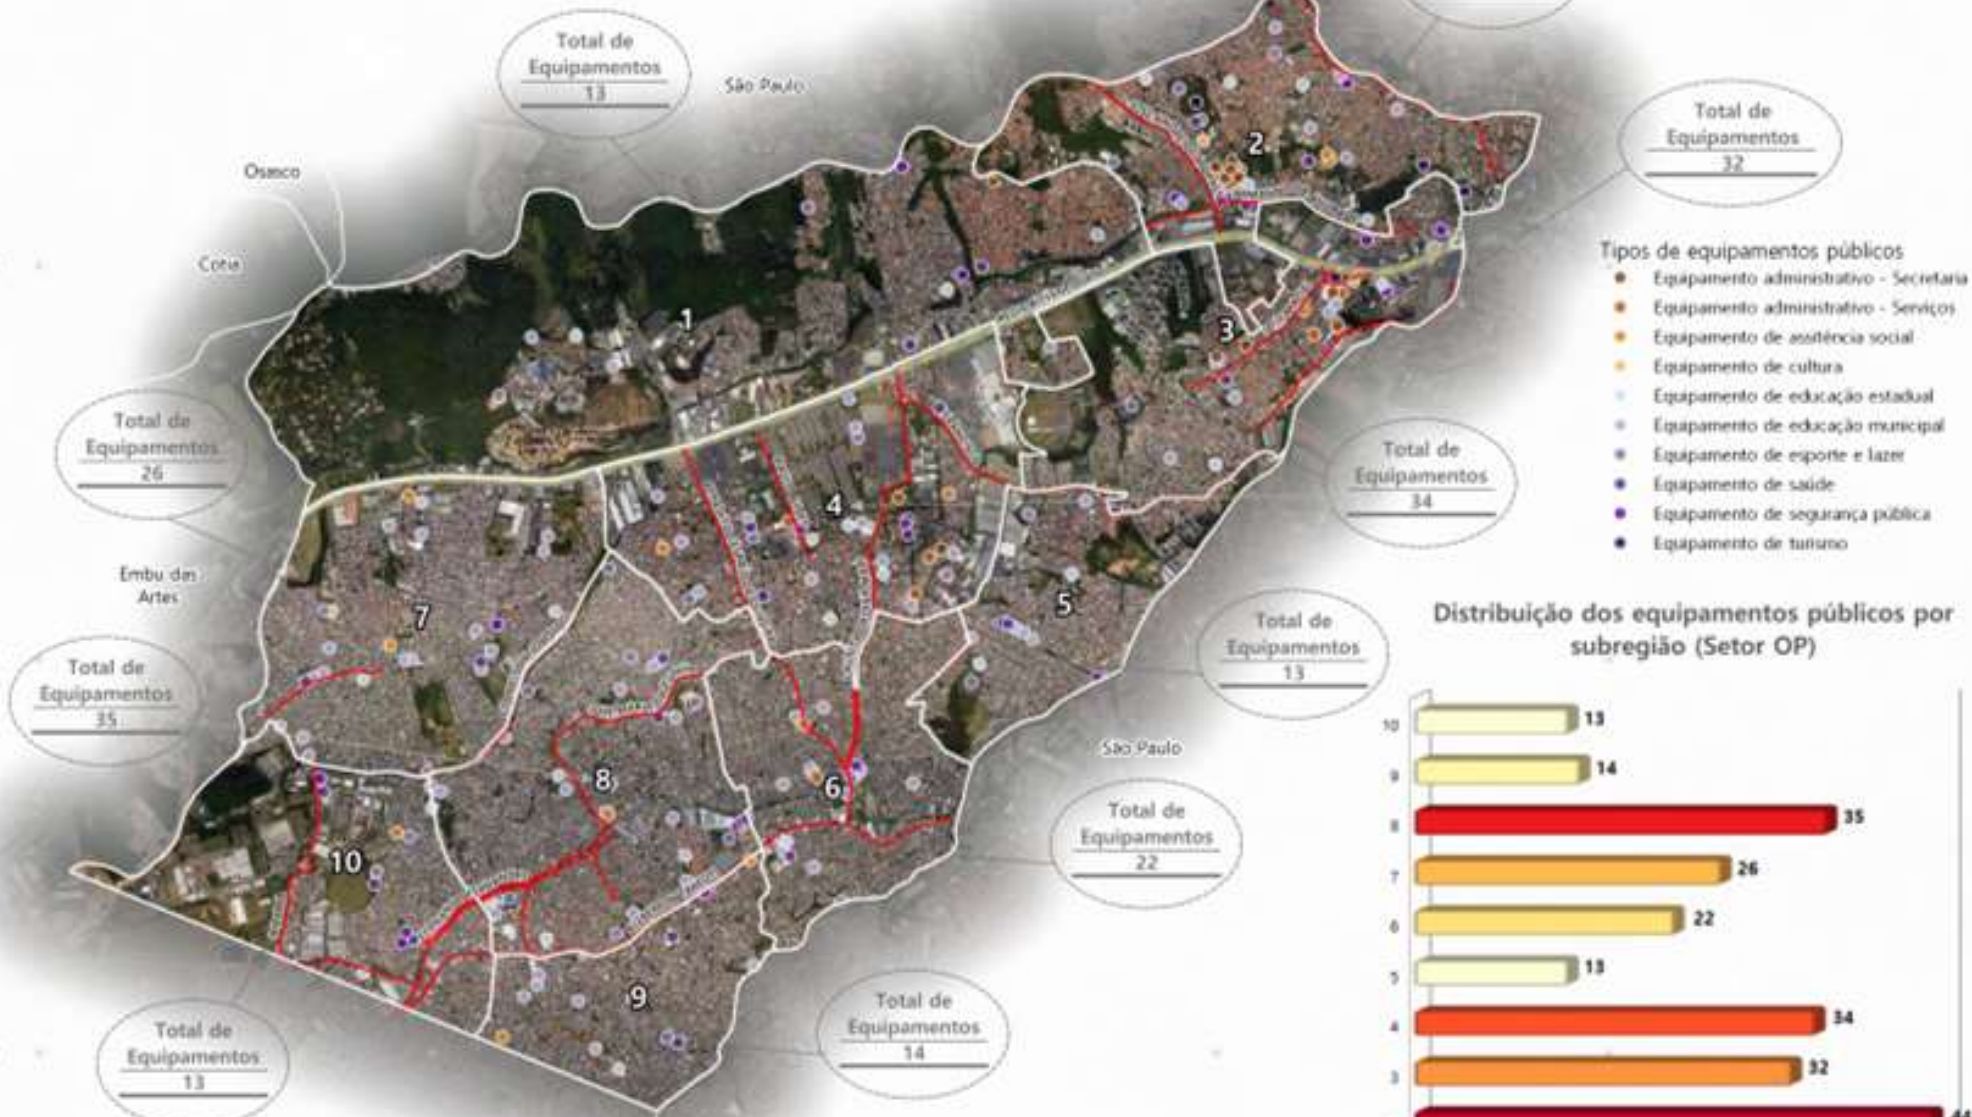 Total de
Equipamentos
13
São Paulo
Total de
Equipamentos
32
Osasco
Cotia
Tipos de equipamentos públicos
Equipamento administrativo - Secretaria
Equipamento administrativo - Serviços
Equipamento de assitência social
Equipamento de cultura
Equipamento de educação estadual
Equipamento de educação municipal
Equipamento de esporte e lazer
Equipamento de saúde
Equipamento de segurança pública
Equipamento de turismo
2
1
3
Total de
Equipamentos
26
Total de
Equipamentos
34
4
Embu das
Artes
7
5
Total de
Equipamentos
13
Total de
Equipamentos
35
São Paulo
8
6
Total de
Equipamentos
22
10
9
Total de
Equipamentos
14
Total de
Equipamentos
13
Distribuição dos equipamentos públicos por
subregião (Setor OP)
10 13
9 14
8 35
7 26
6 22
5 13
4 34
3 32